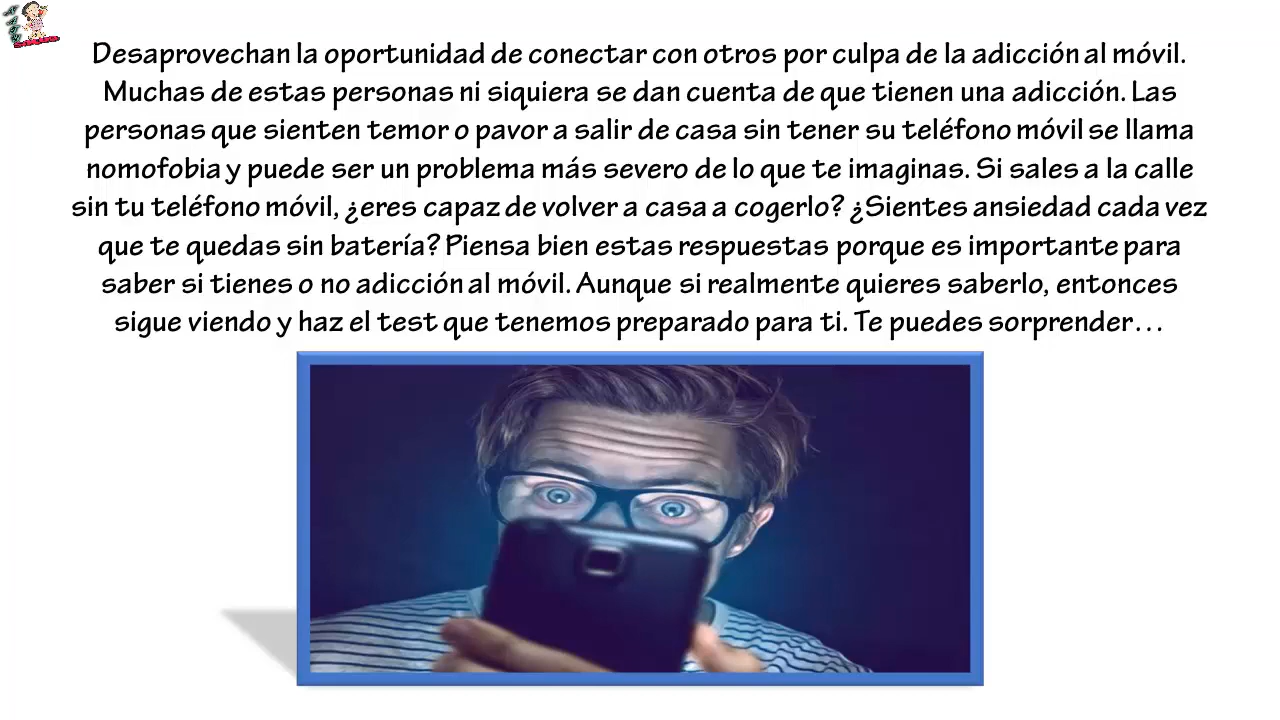 Desaprovechan la oportunidad de conectar con otros por culpa de la adicción al móvil.
Muchas de estas personas ni siquiera se dan cuenta de que tienen una adicción. Las
personas que sienten temor o pavor a salir de casa sin tener su teléfono móvil se llama
nomofobia y puede ser un problema más severo de lo que te imaginas. Si sales a la calle
sin tu teléfono móvil, ¿eres capaz de volver a casa a cogerlo? ¿Sientes ansiedad cada vez
que te quedas sin batería? Piensa bien estas respuestas porque es importante para
saber si tienes o no adicción al móvil. Aunque si realmente quieres saberlo, entonces
sigue viendo y haz el test que tenemos preparado para ti. Te puedes sorprender...